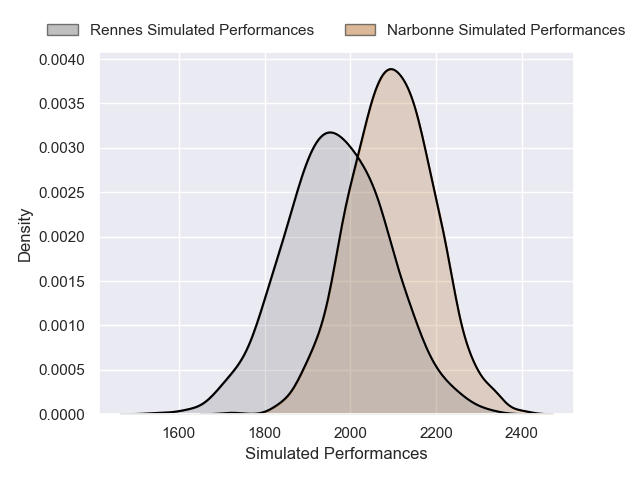 Rennes Simulated Performances Narbonne Simulated Performances
0.0040
0.0035
0.0030
0.0025
0.0020
0.0015
0.0010
0.0005
0.0000
Density
1600 1800 2000 2200 2400
Simulated Performances